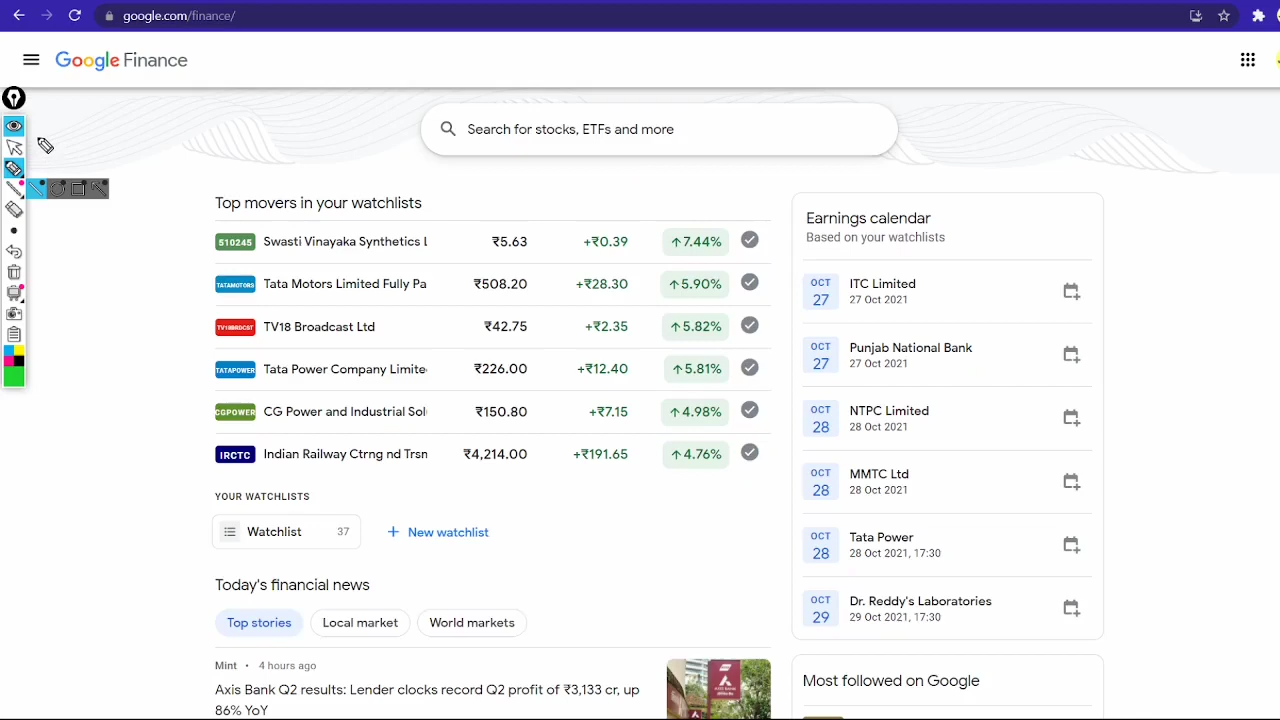 google.com/finance/
Google Finance
Search for stocks, ETFs and more
Top movers in your watchlists
510245 Swasti Vinayaka Synthetics L ₹5.63 +₹0.39 ↑7.44%
TATAMOTORS Tata Motors Limited Fully Pa ₹508.20 +₹28.30 ↑5.90%
TV18BRDCST TV18 Broadcast Ltd ₹42.75 +₹2.35 ↑5.82%
TATAPOWER Tata Power Company Limite ₹226.00 +₹12.40 ↑5.81%
CGPOWER CG Power and Industrial Sol ₹150.80 +₹7.15 ↑4.98%
IRCTC Indian Railway Ctrng nd Trsn ₹4,214.00 +₹191.65 ↑4.76%
YOUR WATCHLISTS
Watchlist 37 + New watchlist
Today's financial news
Top stories Local market World markets
Mint • 4 hours ago
Axis Bank Q2 results: Lender clocks record Q2 profit of ₹3,133 cr, up
86% YoY
AXIS BANK
Earnings calendar
Based on your watchlists
OCT 27 ITC Limited
27 Oct 2021
OCT 27 Punjab National Bank
27 Oct 2021
OCT 28 NTPC Limited
28 Oct 2021
OCT 28 MMTC Ltd
28 Oct 2021
OCT 28 Tata Power
28 Oct 2021, 17:30
OCT 29 Dr. Reddy's Laboratories
29 Oct 2021, 17:30
Most followed on Google